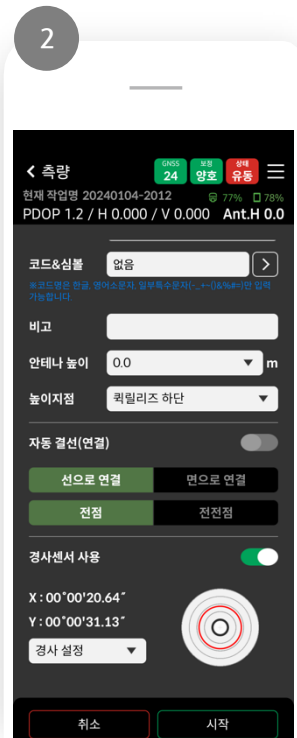 2
측량
GNSS 24 보정 양호 상태 유동
현재 작업명 20240104-2012 77% 78%
PDOP 1.2 / H 0.000 / V 0.000 Ant.H 0.0
코드&심볼 없음
※코드명은 한글, 영어소문자, 일부특수문자(-_+~()&%#=)만 입력
가능합니다.
비고
안테나 높이 0.0 m
높이지점 퀵릴리즈 하단
자동 결선(연결)
선으로 연결 면으로 연결
전점 전전점
경사센서 사용
X : 00°00'20.64"
Y : 00°00'31.13"
경사 설정
취소 시작